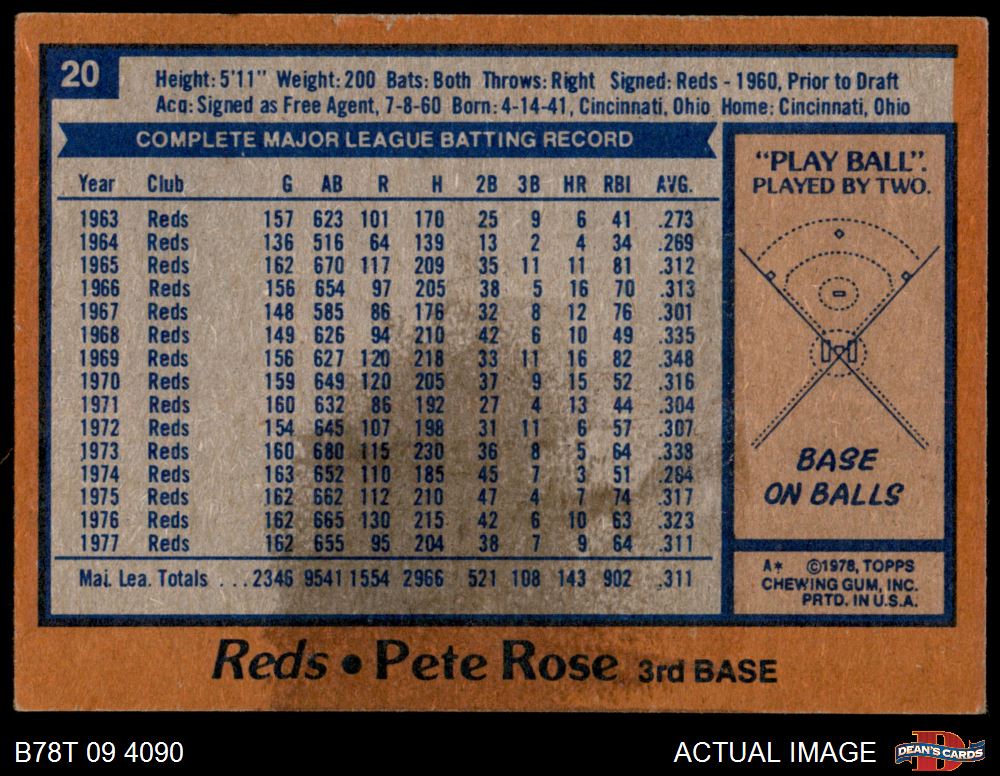 20
Height: 5'11" Weight: 200 Bats: Both Throws: Right Signed: Reds - 1960, Prior to Draft
Acq: Signed as Free Agent, 7-8-60 Born: 4-14-41, Cincinnati, Ohio Home: Cincinnati, Ohio
COMPLETE MAJOR LEAGUE BATTING RECORD
Year Club G AB R H 2B 3B HR RBI AVG.
1963 Reds 157 623 101 170 25 9 6 41 .273
1964 Reds 136 516 64 139 13 2 4 34 .269
1965 Reds 162 670 117 209 35 11 11 81 .312
1966 Reds 156 654 97 205 38 5 16 70 .313
1967 Reds 148 585 86 176 32 8 12 76 .301
1968 Reds 149 626 94 210 42 6 10 49 .335
1969 Reds 156 627 120 218 33 11 16 82 .348
1970 Reds 159 649 120 205 37 9 15 52 .316
1971 Reds 160 632 86 192 27 4 13 44 .304
1972 Reds 154 645 107 198 31 11 6 57 .307
1973 Reds 160 680 115 230 36 8 5 64 .338
1974 Reds 163 652 110 185 45 7 3 51 .284
1975 Reds 162 662 112 210 47 4 7 74 .317
1976 Reds 162 665 130 215 42 6 10 63 .323
1977 Reds 162 655 95 204 38 7 9 64 .311
Maj. Lea. Totals ...2346 9541 1554 2966 521 108 143 902 .311
"PLAY BALL".
PLAYED BY TWO.
BASE
ON BALLS
A* ©1978, TOPPS
CHEWING GUM, INC.
PRTD. IN U.S.A.
Reds • Pete Rose 3rd BASE
B78T 09 4090
ACTUAL IMAGE
DEAN'S CARDS